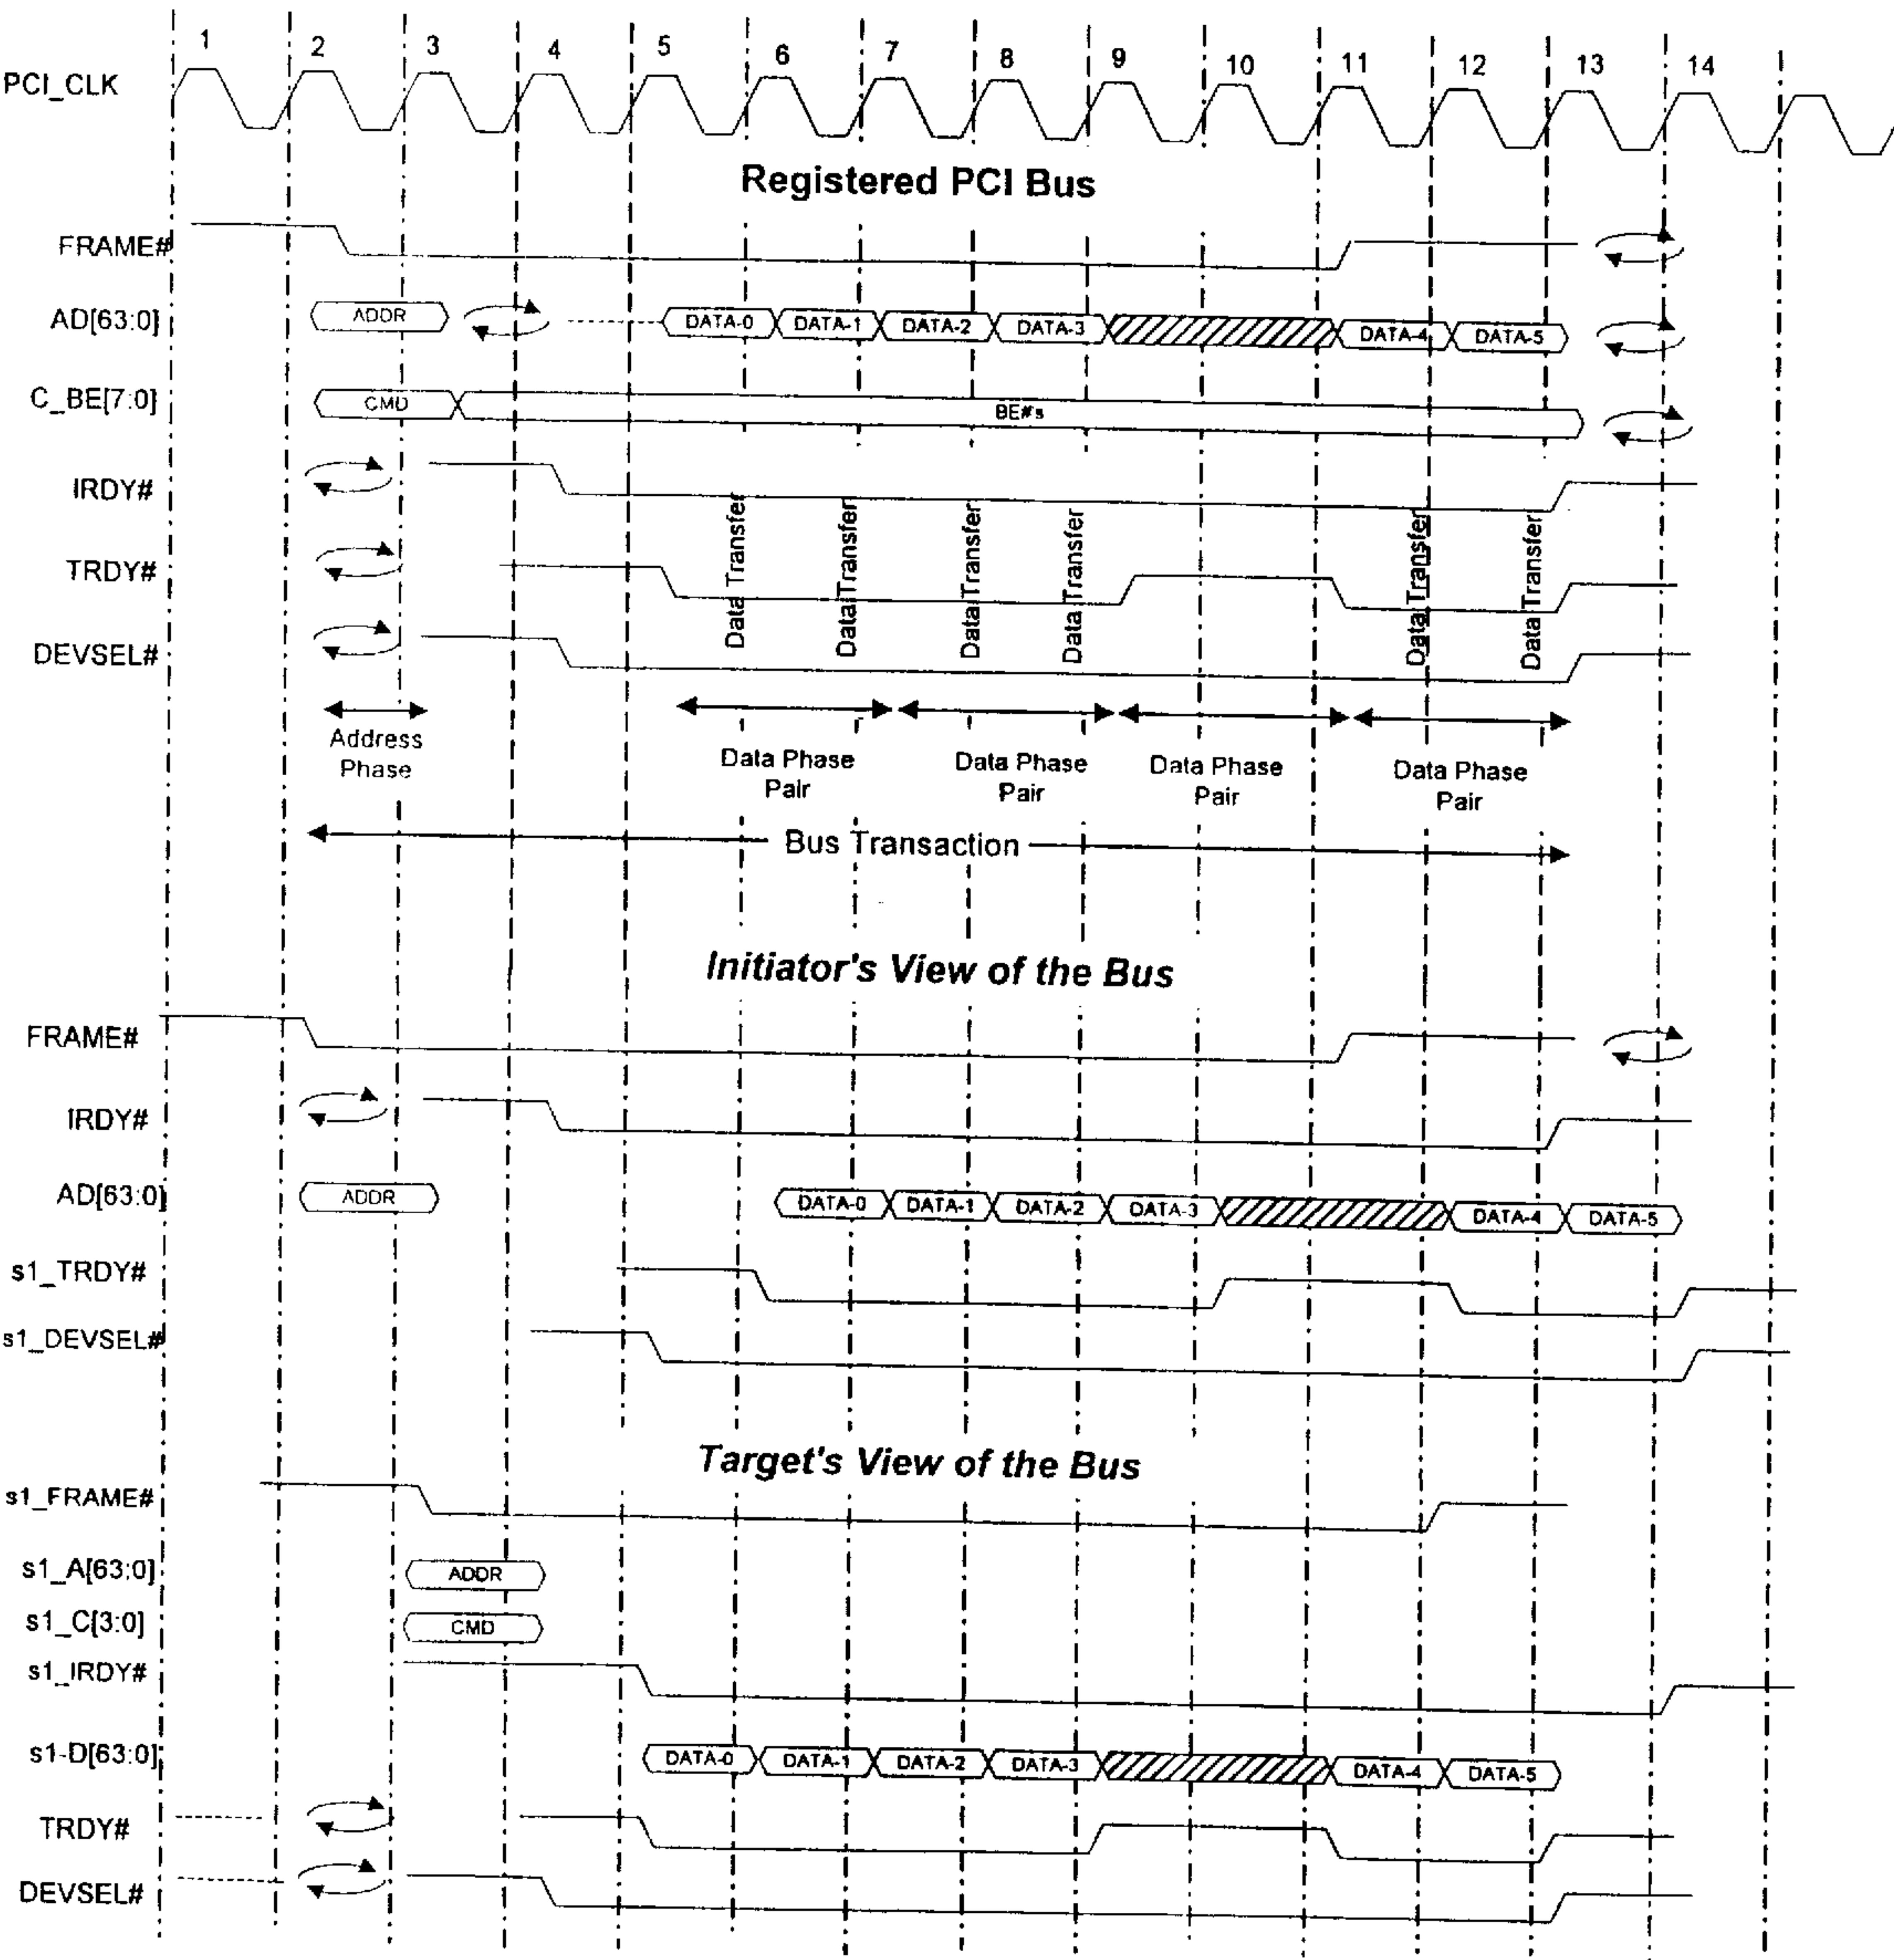 1 2 3 4 5 6 7 8 9 10 11 12 13 14
PCI_CLK
Registered PCI Bus
FRAME#
AD[63:0] ADDR DATA-0 DATA-1 DATA-2 DATA-3 DATA-4 DATA-5
C_BE[7:0] CMD BE#s
IRDY#
TRDY#
Data Transfer
Data Transfer
Data Transfer
Data Transfer
Data Transfer
Data Transfer
DEVSEL#
Address
Phase
Data Phase
Pair
Data Phase
Pair
Data Phase
Pair
Data Phase
Pair
Bus Transaction
Initiator's View of the Bus
FRAME#
IRDY#
AD[63:0] ADDR DATA-0 DATA-1 DATA-2 DATA-3 DATA-4 DATA-5
s1_TRDY#
s1_DEVSEL#
Target's View of the Bus
s1_FRAME#
s1_A[63:0] ADDR
s1_C[3:0] CMD
s1_IRDY#
s1-D[63:0] DATA-0 DATA-1 DATA-2 DATA-3 DATA-4 DATA-5
TRDY#
DEVSEL#